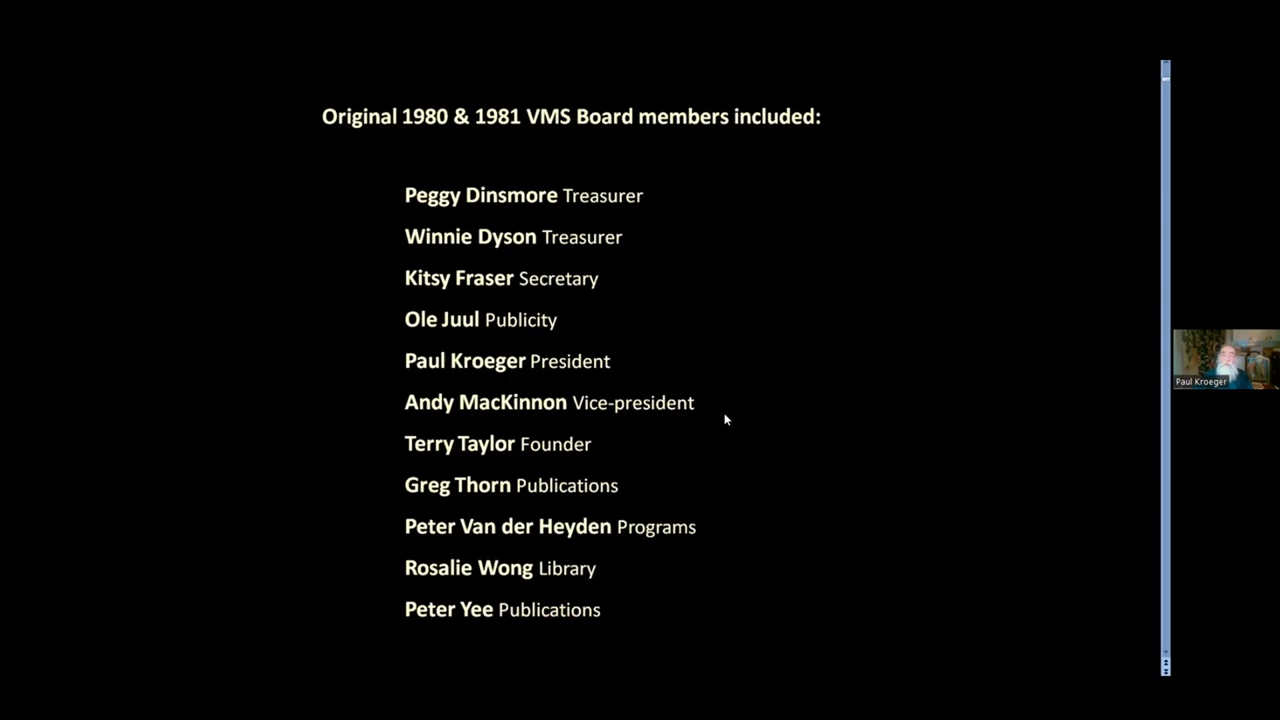 Original 1980 & 1981 VMS Board members included:
Peggy Dinsmore Treasurer
Winnie Dyson Treasurer
Kitsy Fraser Secretary
Ole Juul Publicity
Paul Kroeger President
Andy MacKinnon Vice-president
Terry Taylor Founder
Greg Thorn Publications
Peter Van der Heyden Programs
Rosalie Wong Library
Peter Yee Publications
Paul Kroeger